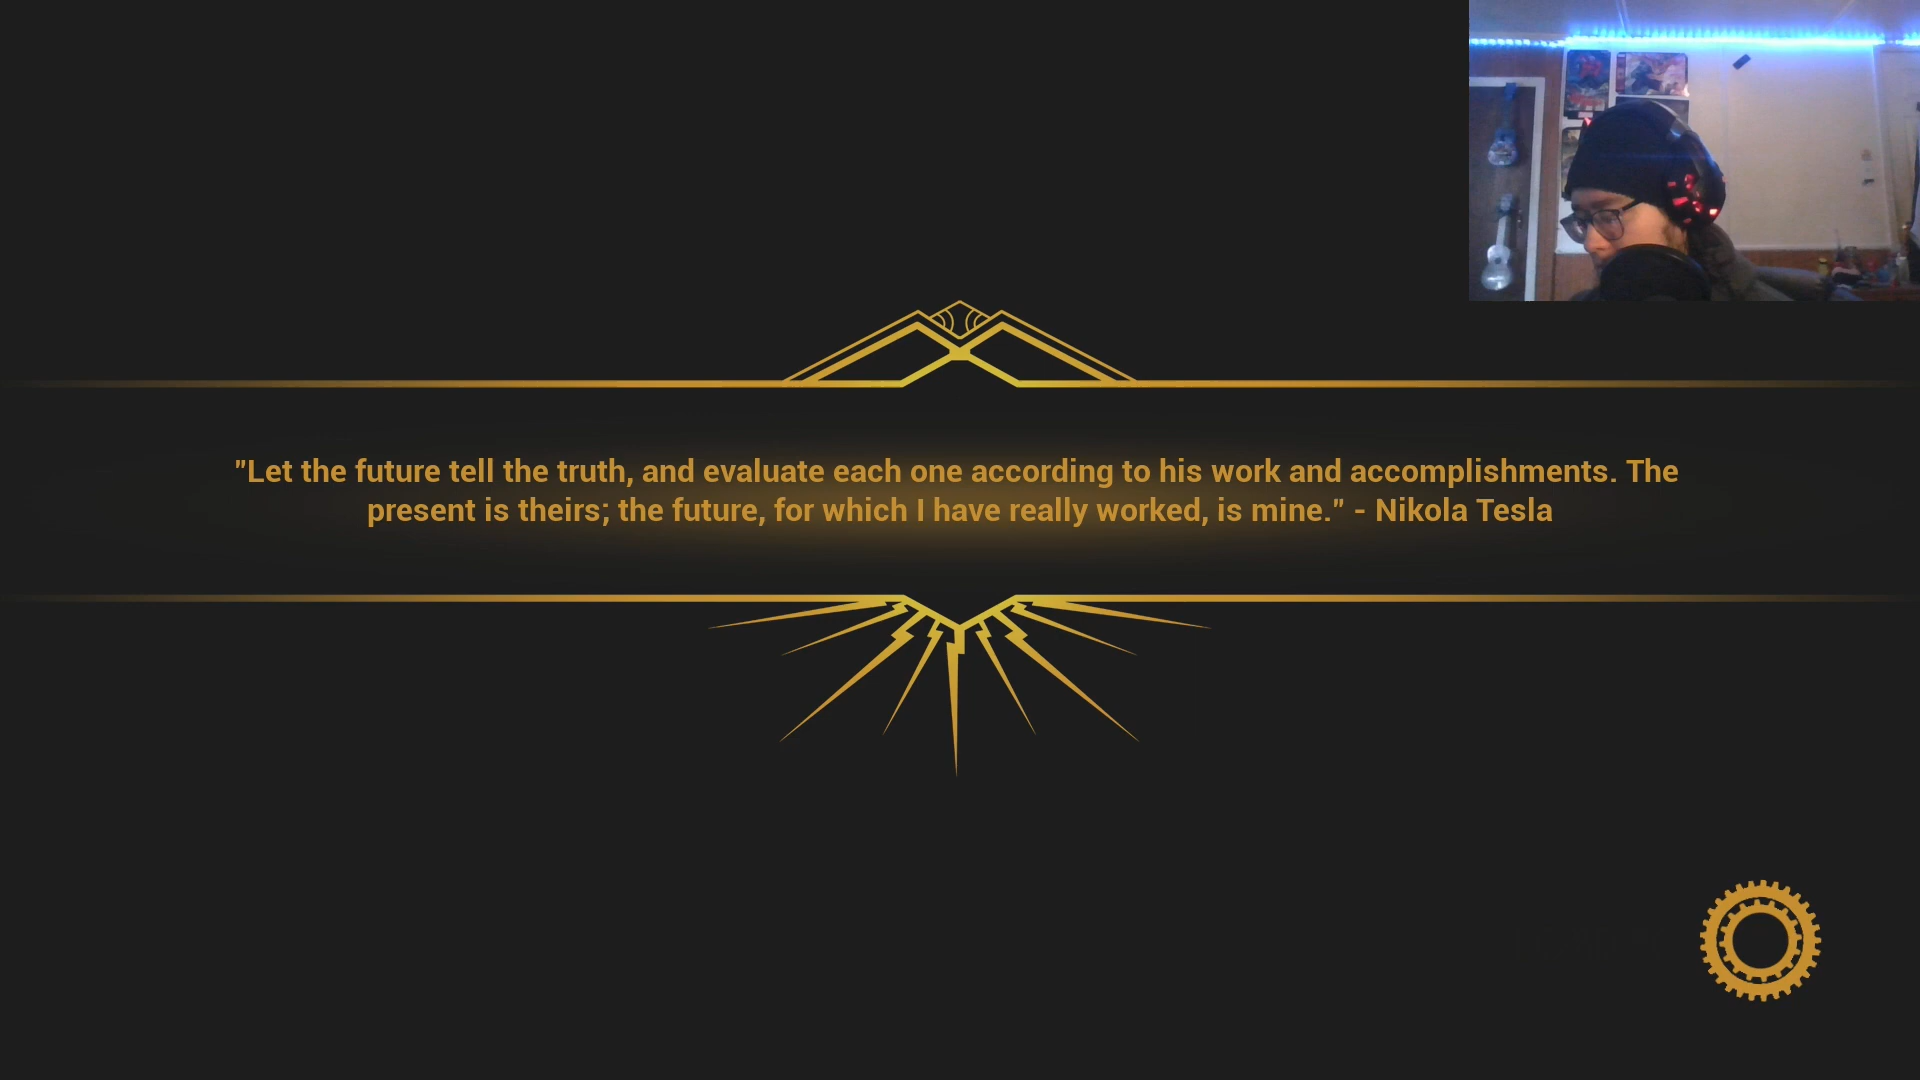 "Let the future tell the truth, and evaluate each one according to his work and accomplishments. The
present is theirs; the future, for which I have really worked, is mine." - Nikola Tesla